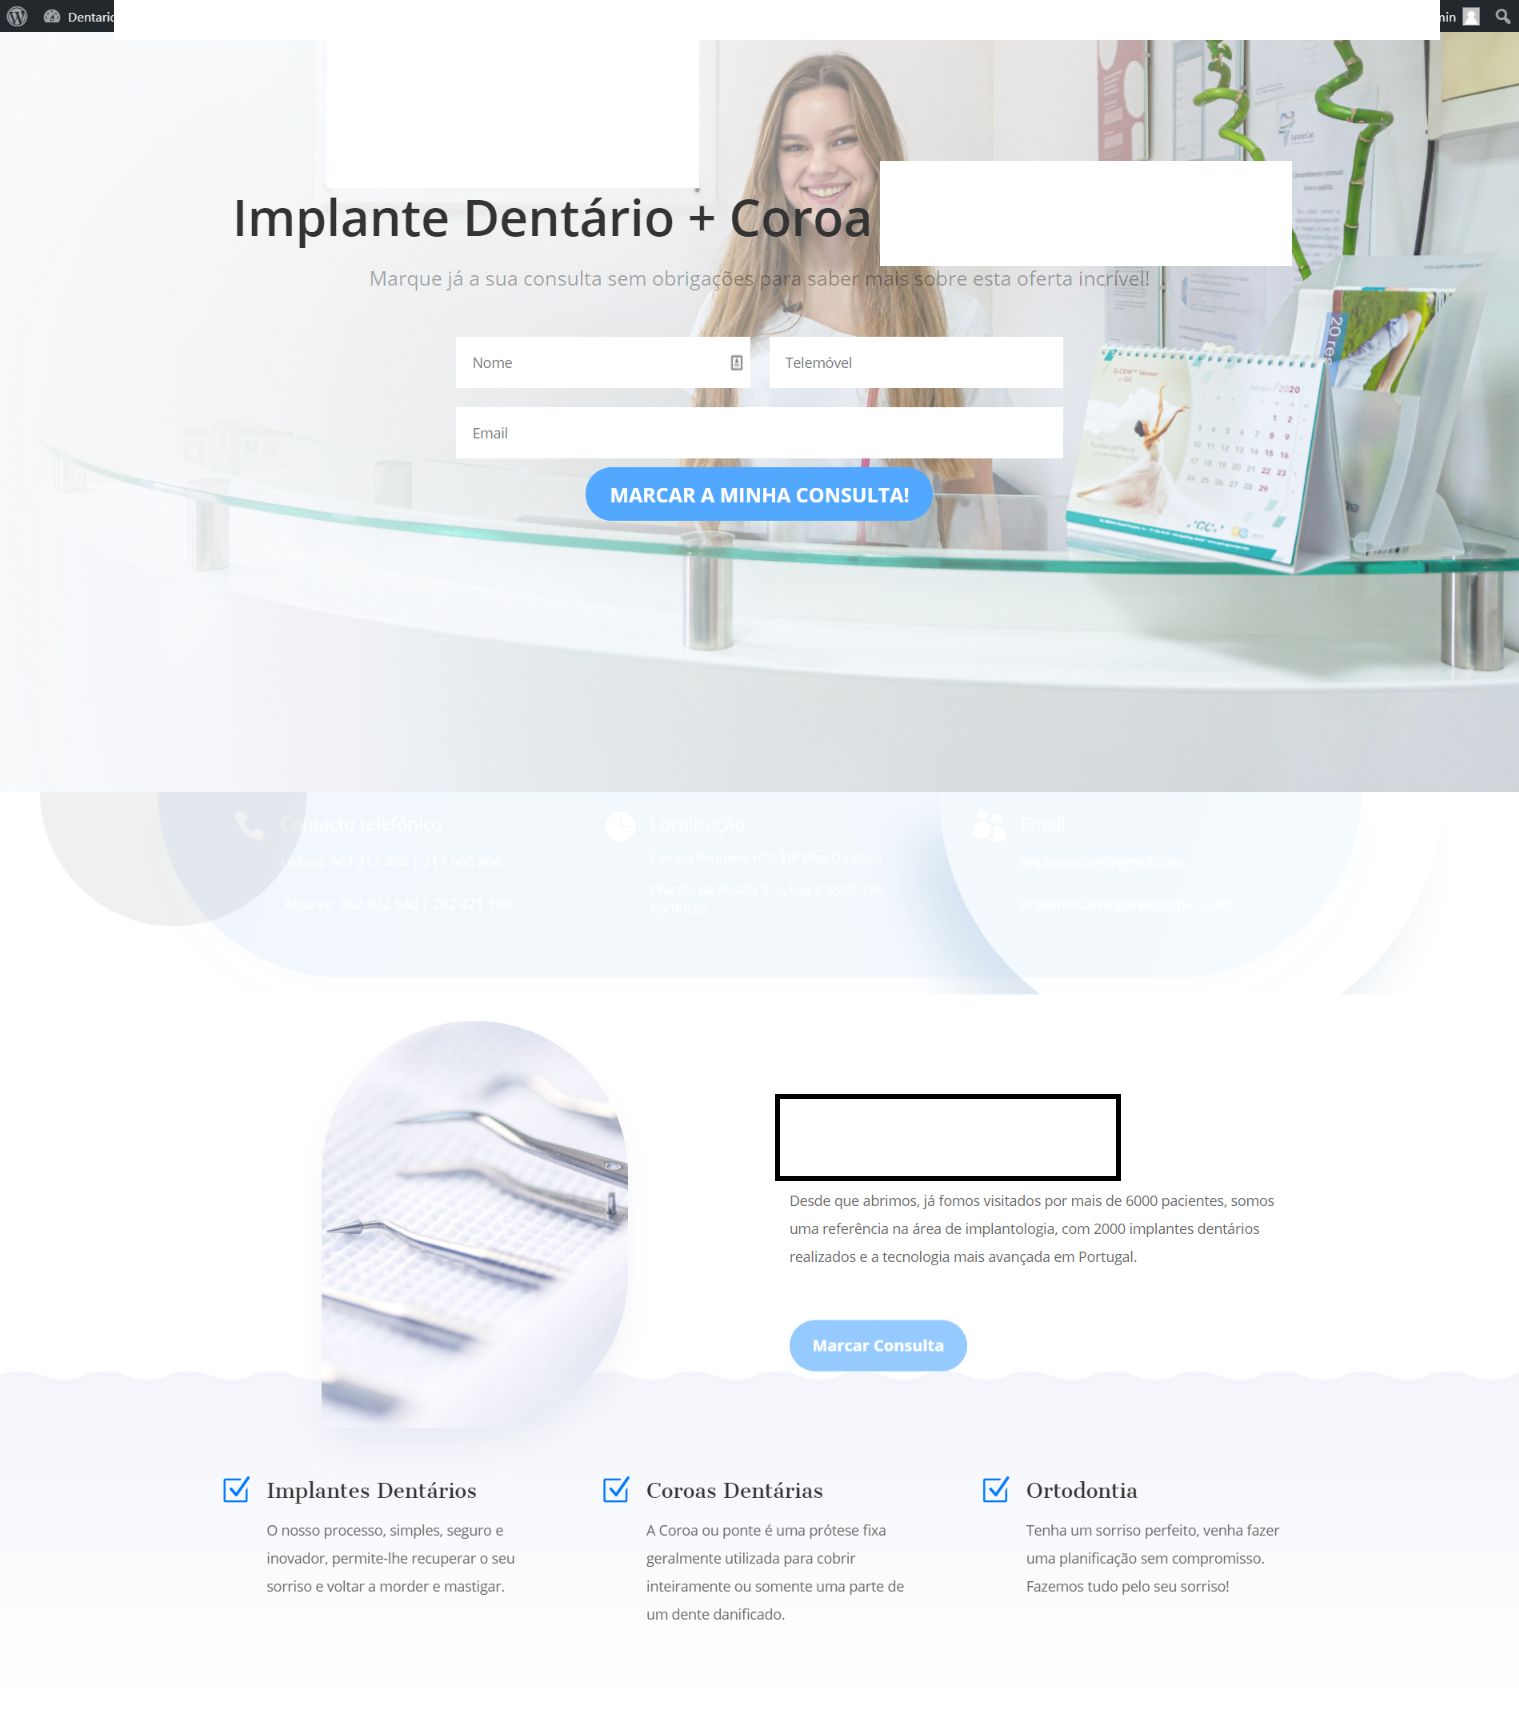 Dentario
min
Implante Dentário + Coroa
Marque já a sua consulta sem obrigações para saber mais sobre esta oferta incrível!
Nome
Telemóvel
Email
MARCAR A MINHA CONSULTA!
20 res
2020
Contacto telefónico
Lisboa: 967 217 494 | 217 960 866
Algarve: 962 932 540 | 282 471 188
Localização
Campo Pequeno nº2, 10º Piso D Lisboa
Praceta da Malata lt. 5, loja C 8500-596,
Portimão
Email
implantecare@gmail.com
implantecarealgarve@gmail.com
Desde que abrimos, já fomos visitados por mais de 6000 pacientes, somos
uma referência na área de implantologia, com 2000 implantes dentários
realizados e a tecnologia mais avançada em Portugal.
Marcar Consulta
Implantes Dentários
O nosso processo, simples, seguro e
inovador, permite-lhe recuperar o seu
sorriso e voltar a morder e mastigar.
Coroas Dentárias
A Coroa ou ponte é uma prótese fixa
geralmente utilizada para cobrir
inteiramente ou somente uma parte de
um dente danificado.
Ortodontia
Tenha um sorriso perfeito, venha fazer
uma planificação sem compromisso.
Fazemos tudo pelo seu sorriso!